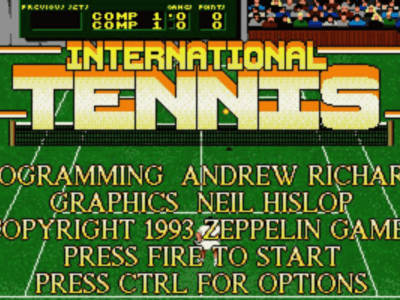 PREVIOUS SETS GAMES POINTS
COMP 1 0 0
COMP 1 0 0
INTERNATIONAL
TENNIS
OGRAMMING ANDREW RICHAR
GRAPHICS NEIL HISLOP
OPYRIGHT 1993 ZEPPELIN GAME
PRESS FIRE TO START
PRESS CTRL FOR OPTIONS